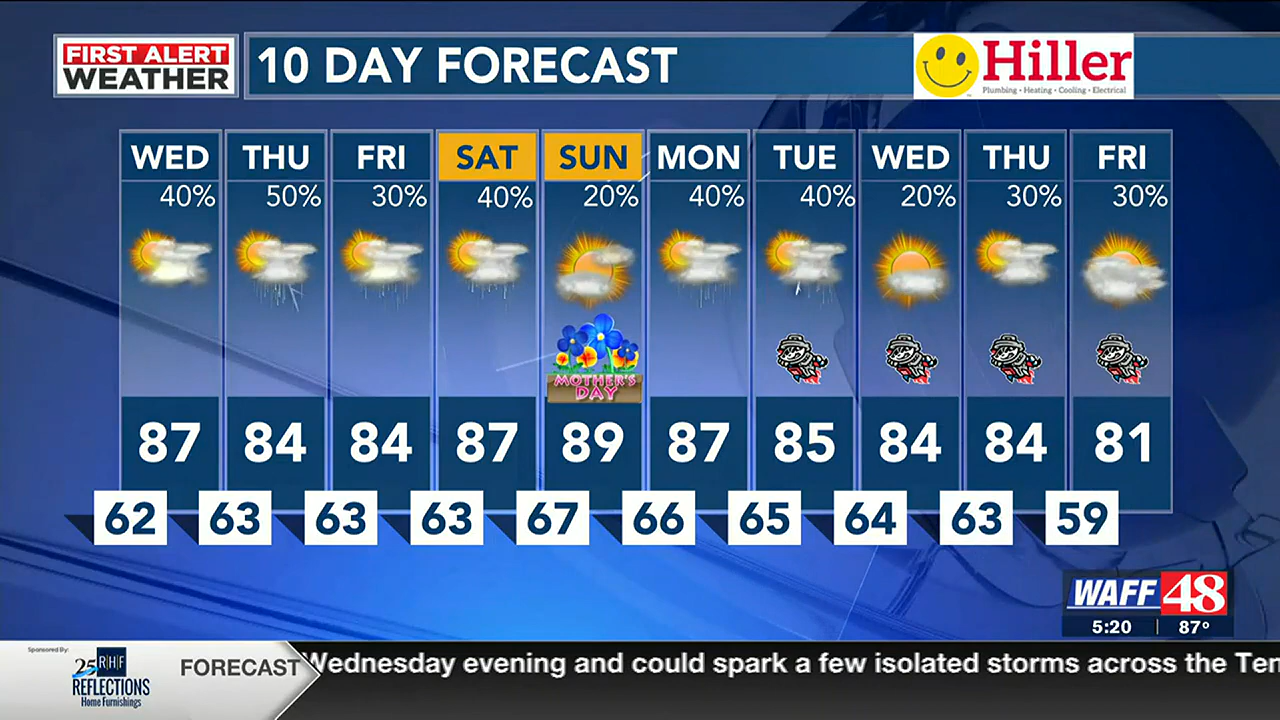 FIRST ALERT
WEATHER
10 DAY FORECAST
Hiller
Plumbing • Heating • Cooling • Electrical
WED THU FRI SAT SUN MON TUE WED THU FRI
40% 50% 30% 40% 20% 40% 40% 20% 30% 30%
MOTHER'S
DAY
87 84 84 87 89 87 85 84 84 81
62 63 63 63 67 66 65 64 63 59
WAFF 48
5:20 | 87°
Sponsored By:
25 RHF
REFLECTIONS
Home Furnishings
FORECAST
Wednesday evening and could spark a few isolated storms across the Ten